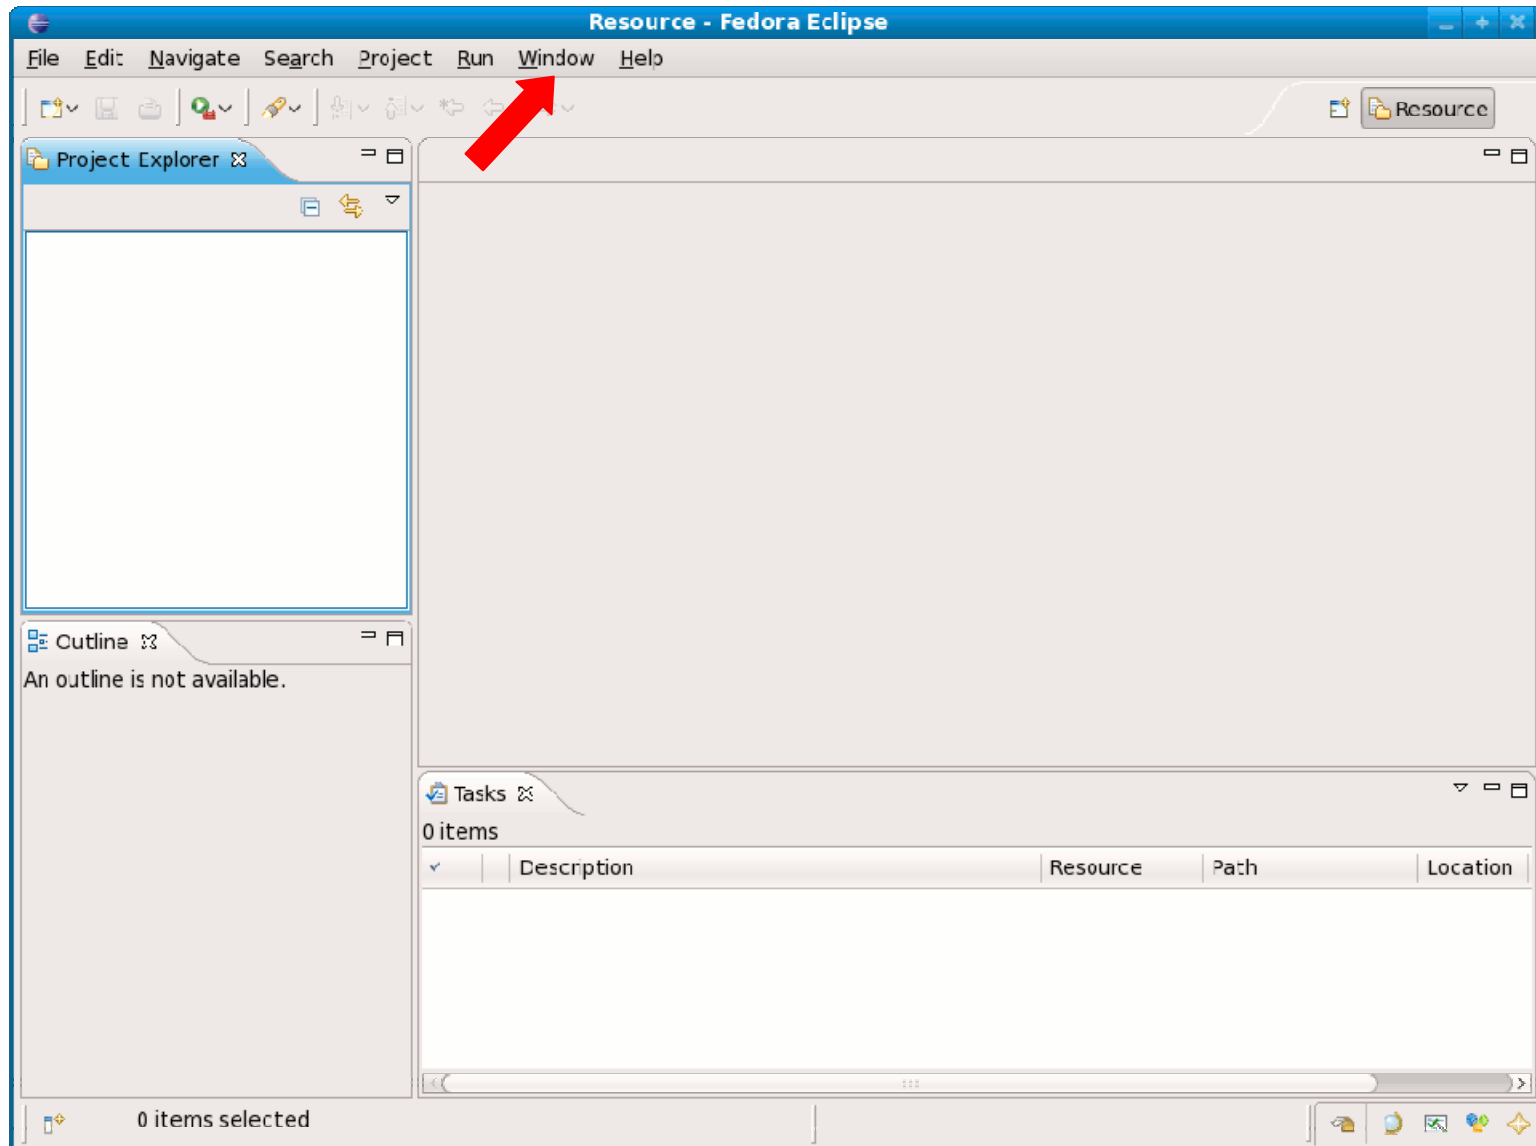 Resource - Fedora Eclipse
File Edit Navigate Search Project Run Window Help
Resource
Project Explorer
Outline
An outline is not available.
Tasks
0 items
Description Resource Path Location
0 items selected